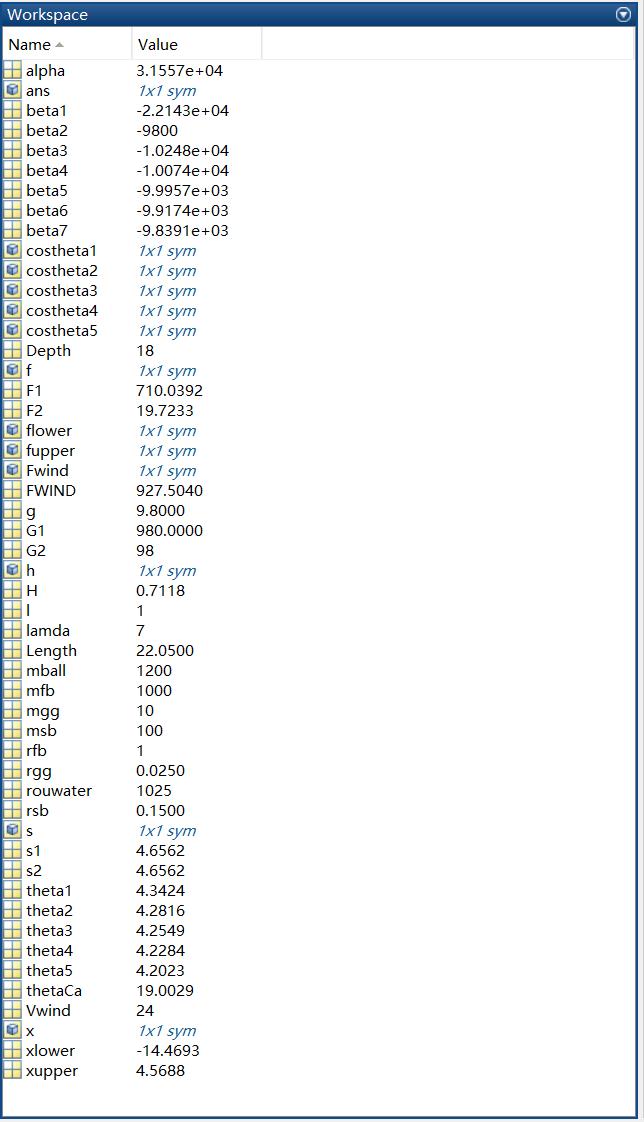 Workspace
Name Value
alpha 3.1557e+04
ans 1x1 sym
beta1 -2.2143e+04
beta2 -9800
beta3 -1.0248e+04
beta4 -1.0074e+04
beta5 -9.9957e+03
beta6 -9.9174e+03
beta7 -9.8391e+03
costheta1 1x1 sym
costheta2 1x1 sym
costheta3 1x1 sym
costheta4 1x1 sym
costheta5 1x1 sym
Depth 18
f 1x1 sym
F1 710.0392
F2 19.7233
flower 1x1 sym
fupper 1x1 sym
Fwind 1x1 sym
FWIND 927.5040
g 9.8000
G1 980.0000
G2 98
h 1x1 sym
H 0.7118
l 1
lamda 7
Length 22.0500
mball 1200
mfb 1000
mgg 10
msb 100
rfb 1
rgg 0.0250
rouwater 1025
rsb 0.1500
s 1x1 sym
s1 4.6562
s2 4.6562
theta1 4.3424
theta2 4.2816
theta3 4.2549
theta4 4.2284
theta5 4.2023
thetaCa 19.0029
Vwind 24
x 1x1 sym
xlower -14.4693
xupper 4.5688